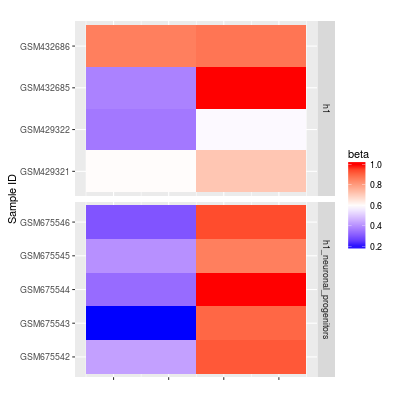 Sample ID
GSM432686
GSM432685
GSM429322
GSM429321
h1
GSM675546
GSM675545
GSM675544
GSM675543
GSM675542
h1_neuronal_progenitors
beta
1.0
0.8
0.6
0.4
0.2